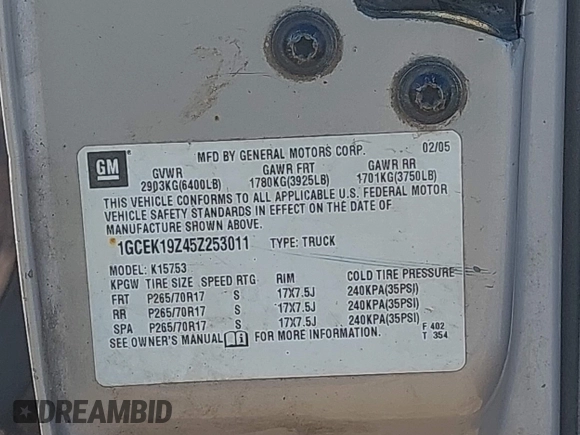 GM
MFD BY GENERAL MOTORS CORP. 02/05
GVWR GAWR FRT GAWR RR
2903KG(6400LB) 1780KG(3925LB) 1701KG(3750LB)
THIS VEHICLE CONFORMS TO ALL APPLICABLE U.S. FEDERAL MOTOR
VEHICLE SAFETY STANDARDS IN EFFECT ON THE DATE OF
MANUFACTURE SHOWN ABOVE.
1GCEK19Z45Z253011 TYPE: TRUCK
MODEL: K15753
KPGW TIRE SIZE SPEED RTG RIM COLD TIRE PRESSURE
FRT P265/70R17 S 17X7.5J 240KPA(35PSI)
RR P265/70R17 S 17X7.5J 240KPA(35PSI)
SPA P265/70R17 S 17X7.5J 240KPA(35PSI)
SEE OWNER'S MANUAL FOR MORE INFORMATION. F 402
T 354
DREAMBID